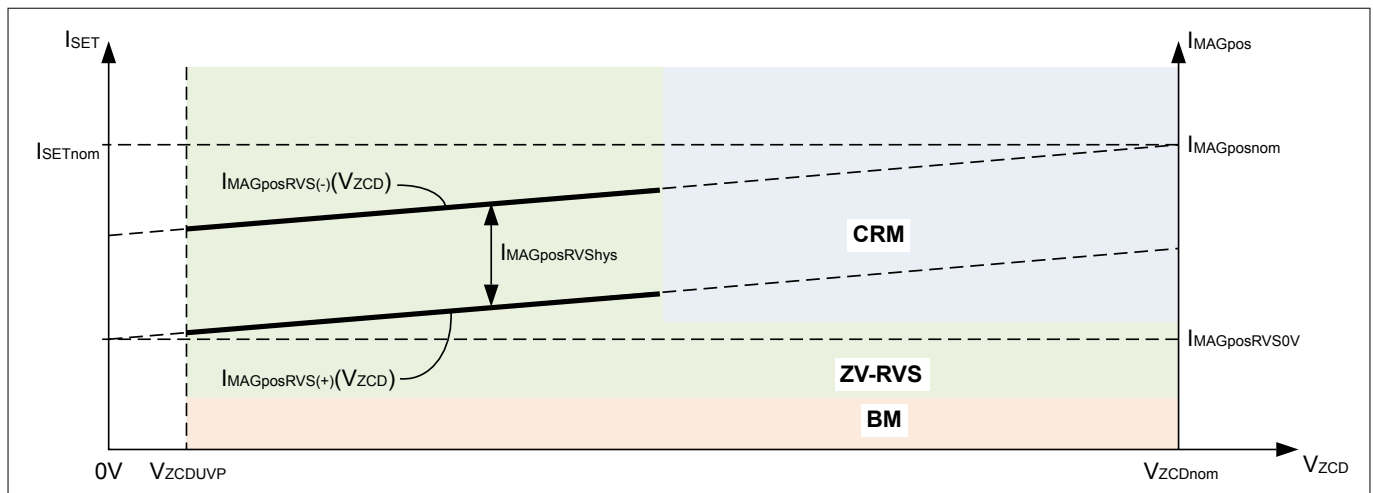 ISET
IMAGpos
ISETnom
IMAGposnom
IMAGposRVS(-)(VZCD)
CRM
IMAGposRVShys
IMAGposRVS0V
IMAGposRVS(+)(VZCD)
ZV-RVS
BM
0V
VZCDUVP
VZCDnom
VZCD